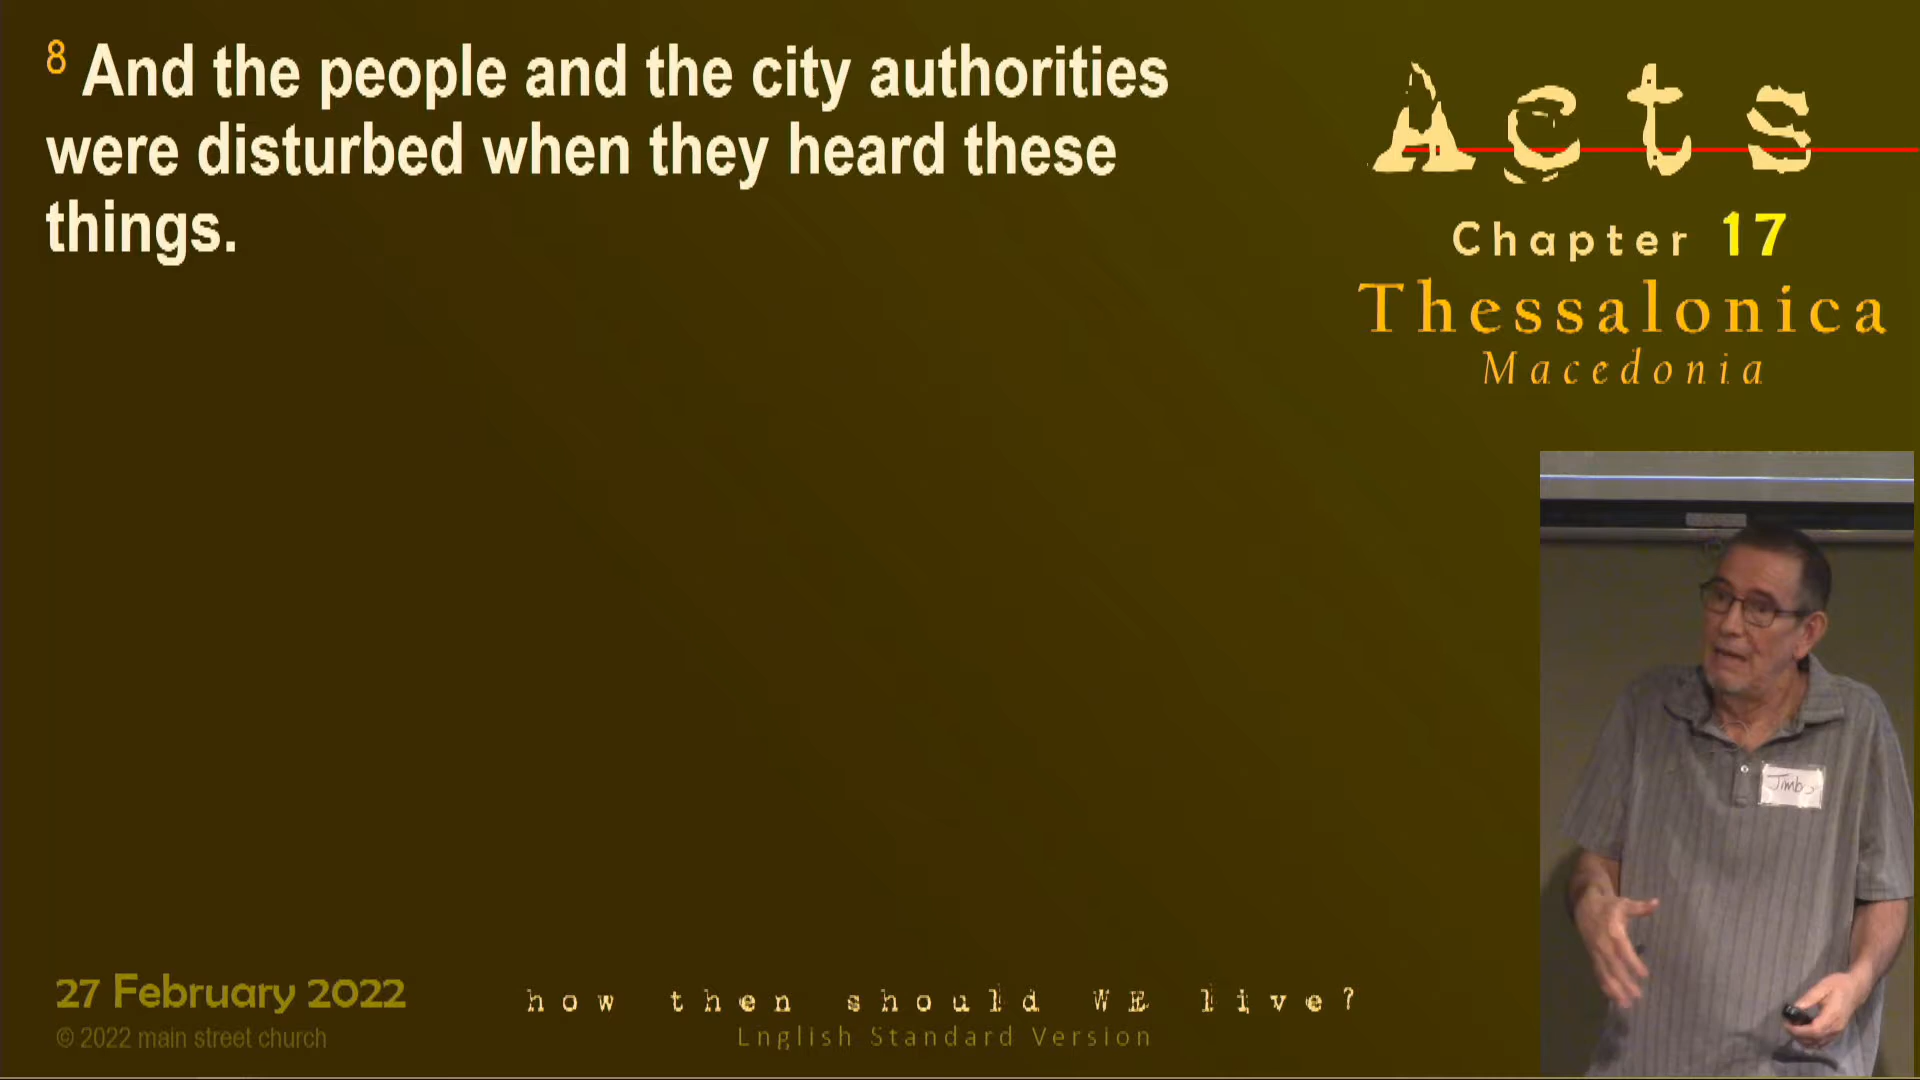 8 And the people and the city authorities
were disturbed when they heard these
things.
Acts
Chapter 17
Thessalonica
Macedonia
Jimbo
27 February 2022
© 2022 main street church
how then should WE live?
English Standard Version